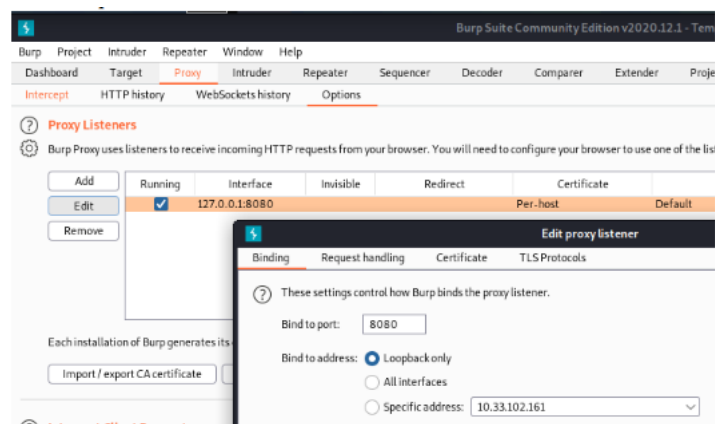 Burp Suite Community Edition v2020.12.1 - Tem
Burp Project Intruder Repeater Window Help
Dashboard Target Proxy Intruder Repeater Sequencer Decoder Comparer Extender Proje
Intercept HTTP history WebSockets history Options
Proxy Listeners
Burp Proxy uses listeners to receive incoming HTTP requests from your browser. You will need to configure your browser to use one of the lis
Add Running Interface Invisible Redirect Certificate
Edit 127.0.0.1:8080 Per-host Default
Remove
Edit proxy listener
Binding Request handling Certificate TLS Protocols
These settings control how Burp binds the proxy listener.
Bind to port: 8080
Each installation of Burp generates its
Bind to address: Loopback only
Import / export CA certificate
All interfaces
Specific address: 10.33.102.161